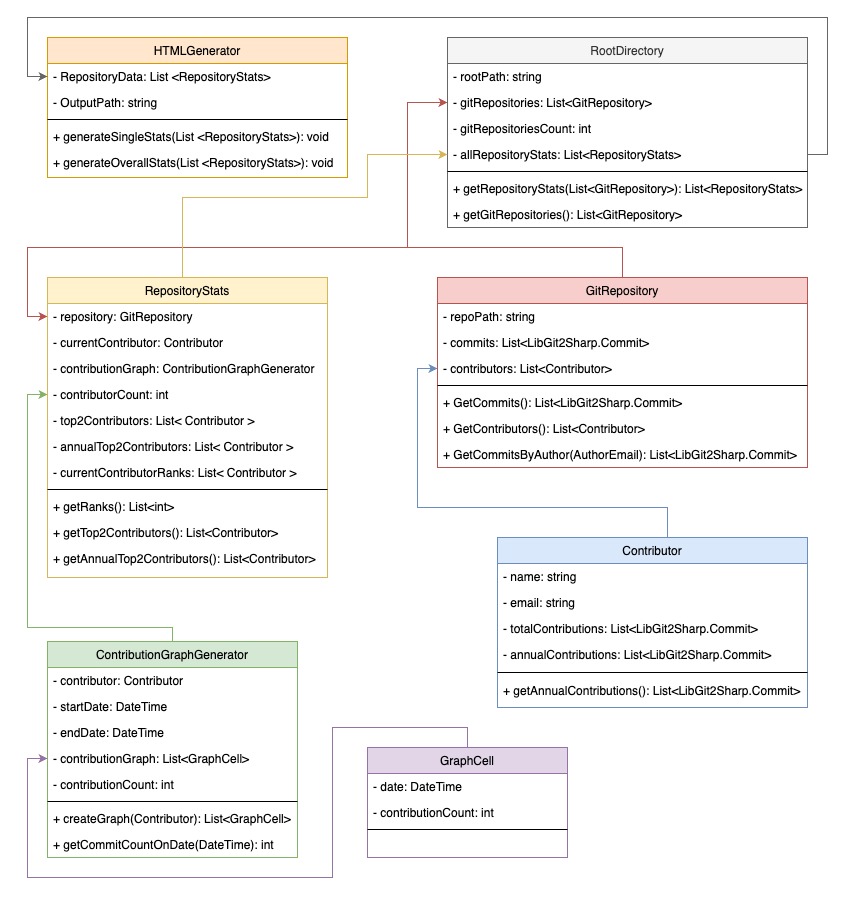 HTMLGenerator
- RepositoryData: List <RepositoryStats>
- OutputPath: string
+ generateSingleStats(List <RepositoryStats>): void
+ generateOverallStats(List <RepositoryStats>): void
RootDirectory
- rootPath: string
- gitRepositories: List<GitRepository>
- gitRepositoriesCount: int
- allRepositoryStats: List<RepositoryStats>
+ getRepositoryStats(List<GitRepository>): List<RepositoryStats>
+ getGitRepositories(): List<GitRepository>
RepositoryStats
- repository: GitRepository
- currentContributor: Contributor
- contributionGraph: ContributionGraphGenerator
- contributorCount: int
- top2Contributors: List< Contributor >
- annualTop2Contributors: List< Contributor >
- currentContributorRanks: List< Contributor >
+ getRanks(): List<int>
+ getTop2Contributors(): List<Contributor>
+ getAnnualTop2Contributors(): List<Contributor>
GitRepository
- repoPath: string
- commits: List<LibGit2Sharp.Commit>
- contributors: List<Contributor>
+ GetCommits(): List<LibGit2Sharp.Commit>
+ GetContributors(): List<Contributor>
+ GetCommitsByAuthor(AuthorEmail): List<LibGit2Sharp.Commit>
Contributor
- name: string
- email: string
- totalContributions: List<LibGit2Sharp.Commit>
- annualContributions: List<LibGit2Sharp.Commit>
+ getAnnualContributions(): List<LibGit2Sharp.Commit>
ContributionGraphGenerator
- contributor: Contributor
- startDate: DateTime
- endDate: DateTime
- contributionGraph: List<GraphCell>
- contributionCount: int
+ createGraph(Contributor): List<GraphCell>
+ getCommitCountOnDate(DateTime): int
GraphCell
- date: DateTime
- contributionCount: int